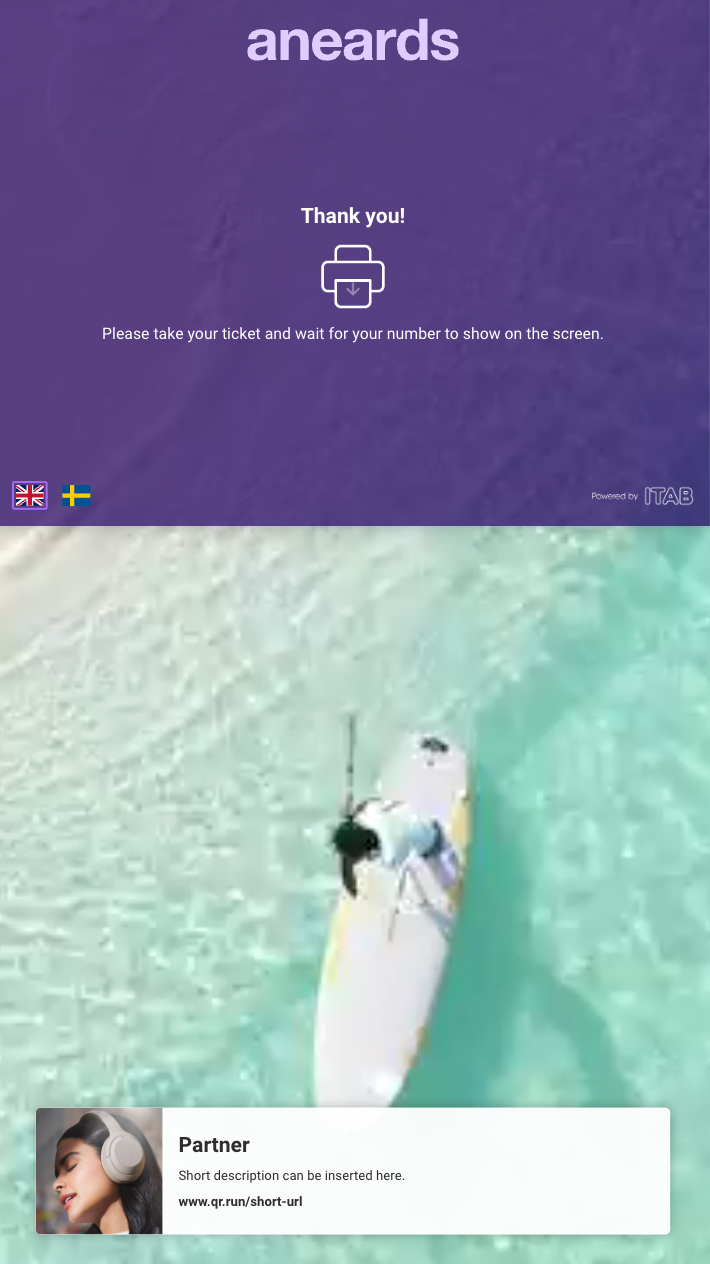 aneards
Thank you!
Please take your ticket and wait for your number to show on the screen.
Powered by ITAB
Partner
Short description can be inserted here.
www.qr.run/short-url